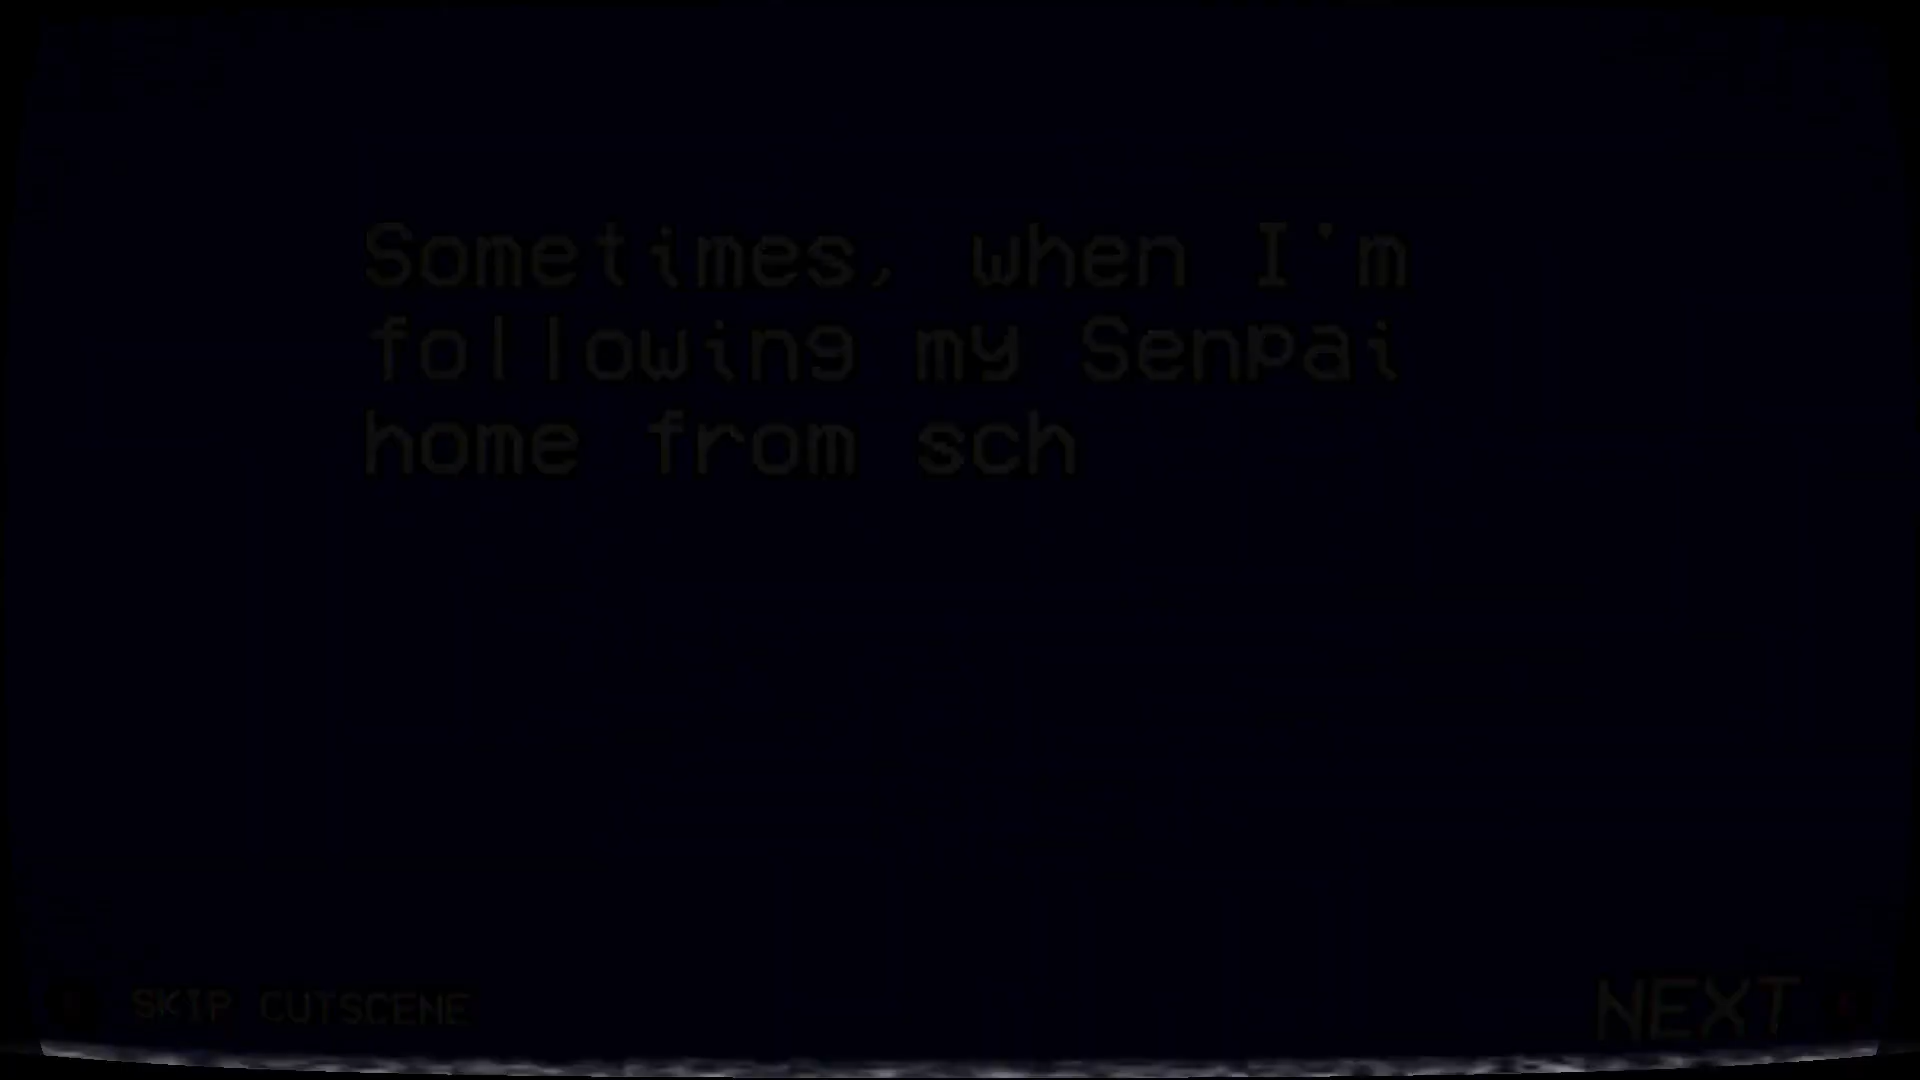 Sometimes, when I'm
following my Senpai
home from sch
SKIP CUTSCENE
NEXT